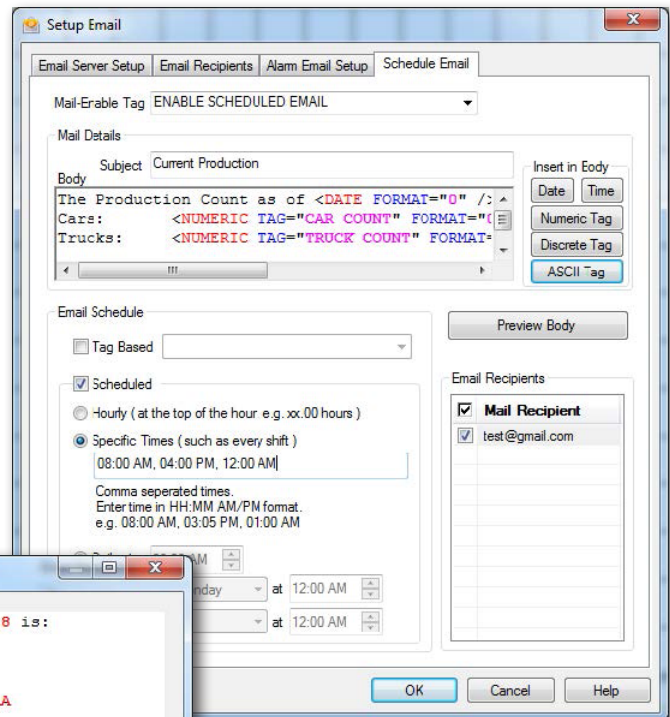 Setup Email
Email Server Setup Email Recipients Alarm Email Setup Schedule Email
Mail-Enable Tag ENABLE SCHEDULED EMAIL
Mail Details
Subject Current Production
Body
The Production Count as of <DATE FORMAT="0" />
Cars: <NUMERIC TAG="CAR COUNT" FORMAT="
Trucks: <NUMERIC TAG="TRUCK COUNT" FORMAT=
Insert in Body
Date Time
Numeric Tag
Discrete Tag
ASCII Tag
Email Schedule
Tag Based
Scheduled
Hourly ( at the top of the hour e.g. xx.00 hours )
Specific Times ( such as every shift )
08:00 AM, 04:00 PM, 12:00 AM
Comma seperated times.
Enter time in HH:MM AM/PM format.
e.g. 08:00 AM, 03:05 PM, 01:00 AM
AM
nday at 12:00 AM
at 12:00 AM
Preview Body
Email Recipients
Mail Recipient
test@gmail.com
8 is:
A
OK Cancel Help